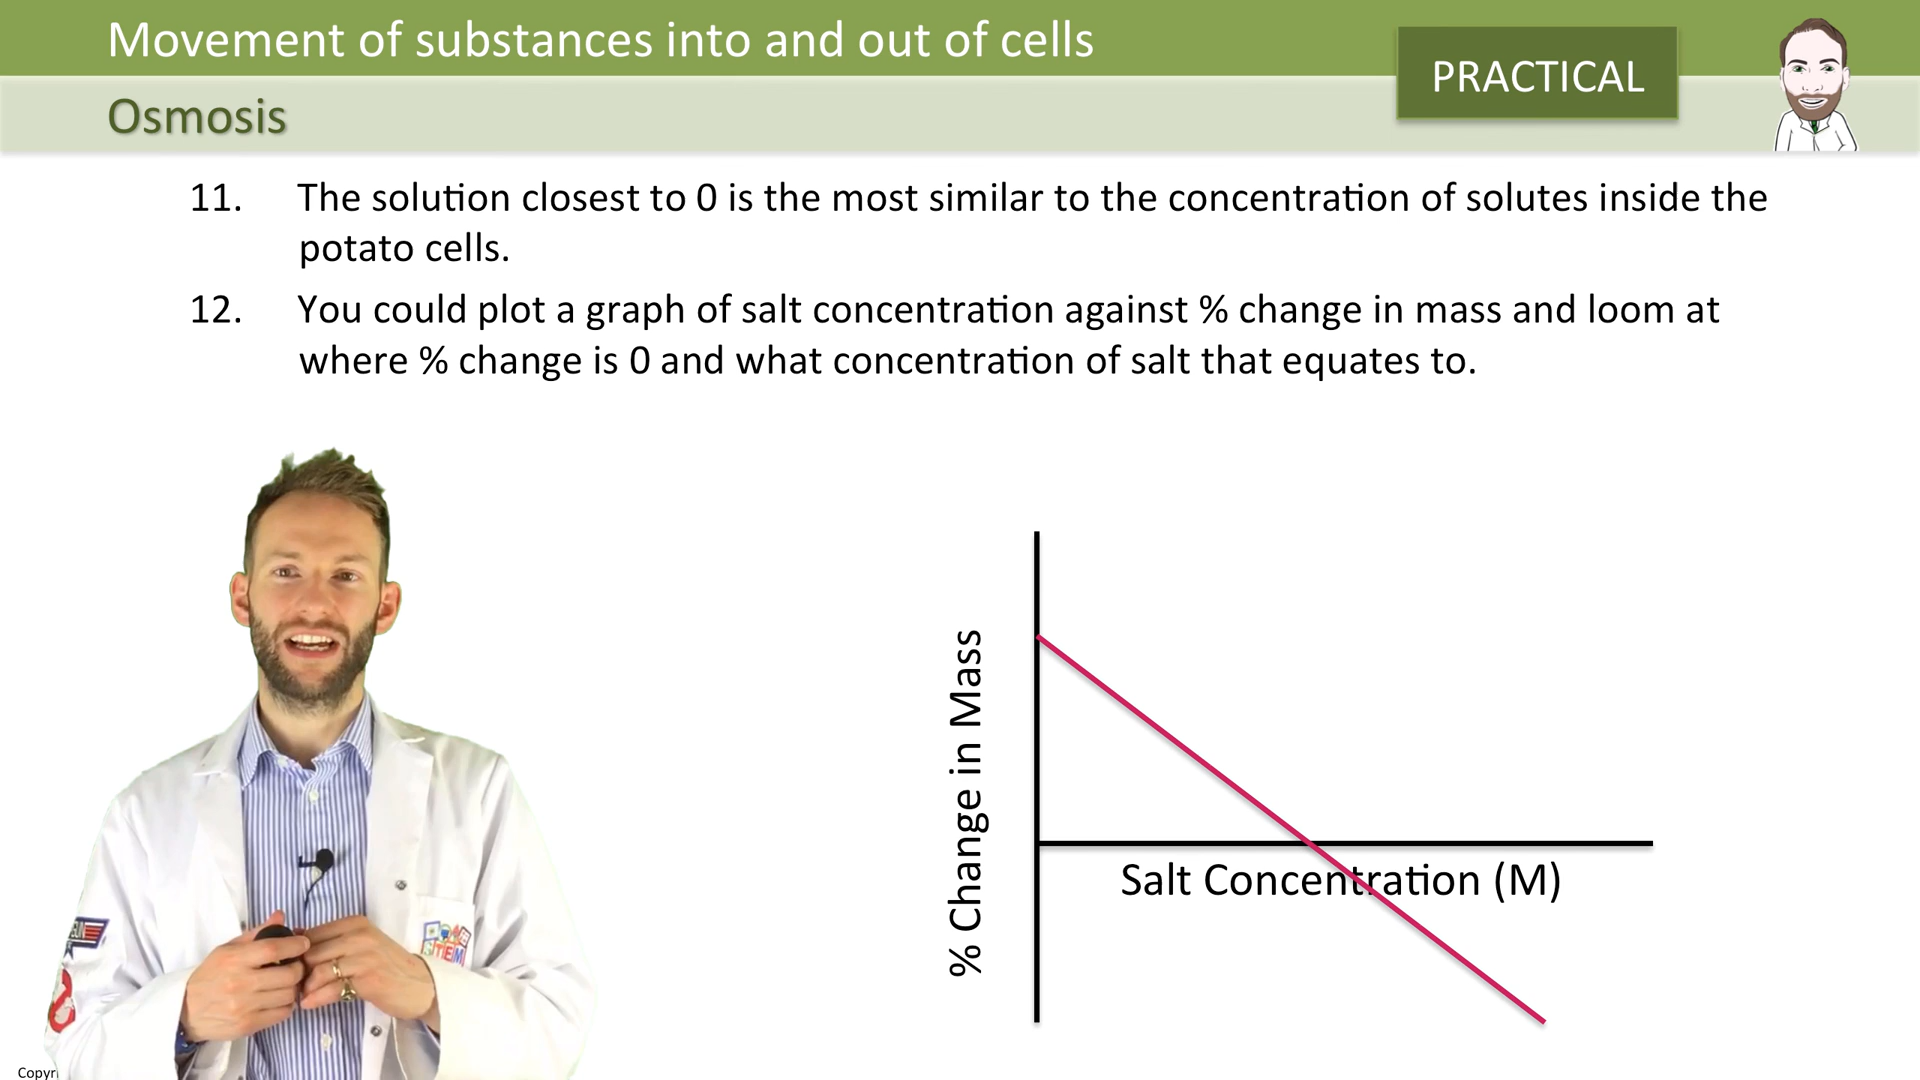 Movement of substances into and out of cells
PRACTICAL
Osmosis
11. The solution closest to 0 is the most similar to the concentration of solutes inside the
potato cells.
12. You could plot a graph of salt concentration against % change in mass and loom at
where % change is 0 and what concentration of salt that equates to.
% Change in Mass
Salt Concentration (M)
STEM
Copyri